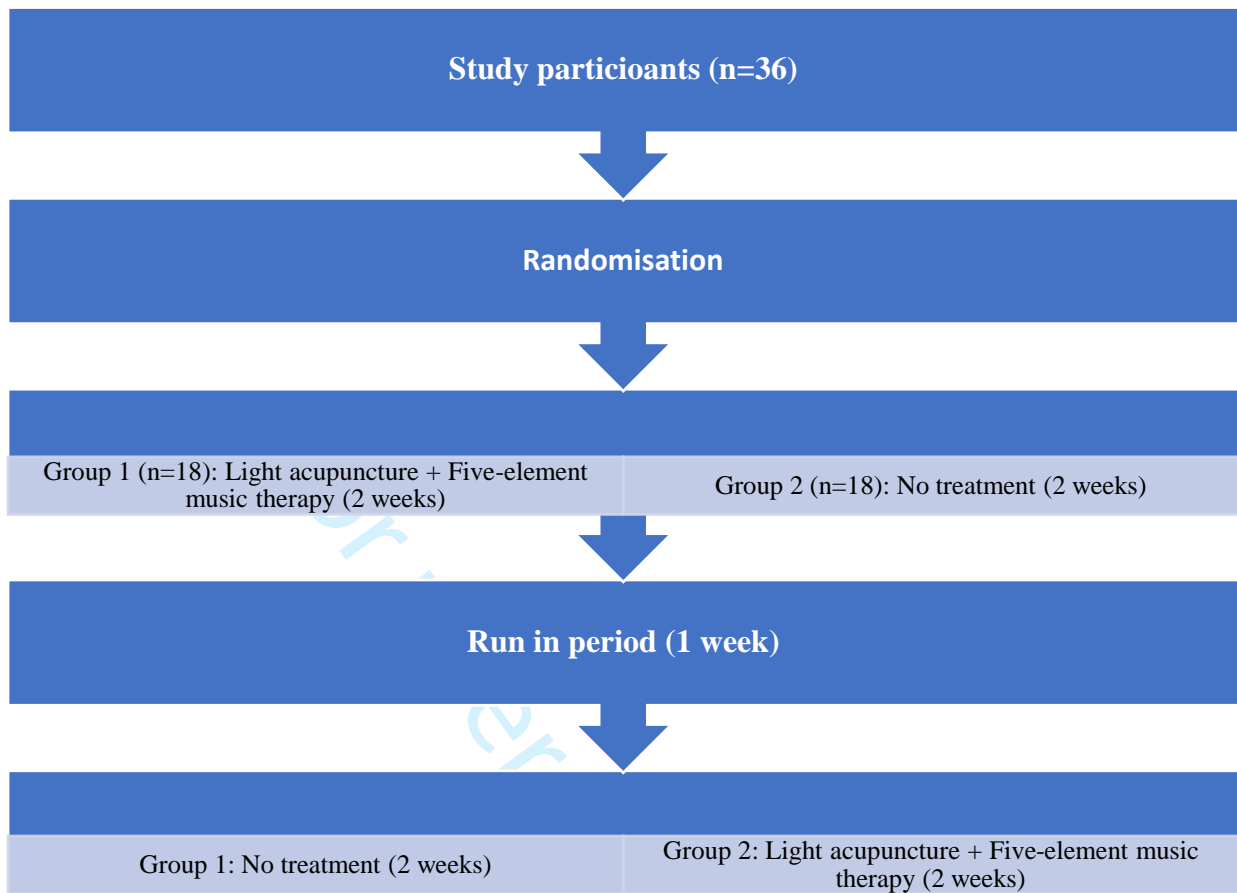 Study particioants (n=36)
Randomisation
Group 1 (n=18): Light acupuncture + Five-element
music therapy (2 weeks)
Group 2 (n=18): No treatment (2 weeks)
Run in period (1 week)
Group 1: No treatment (2 weeks)
Group 2: Light acupuncture + Five-element music
therapy (2 weeks)